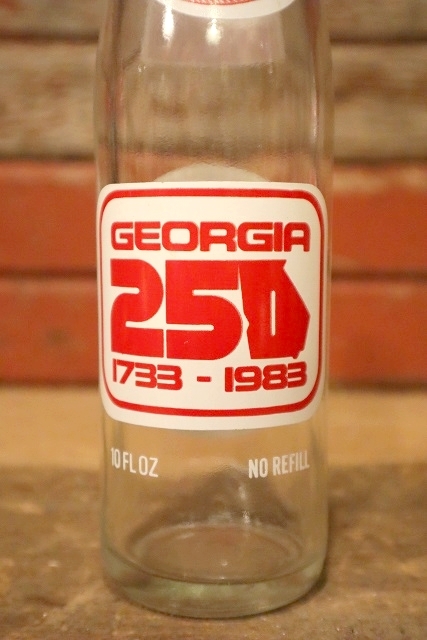 GEORGIA
250
1733 - 1983
10 FL OZ
NO REFILL